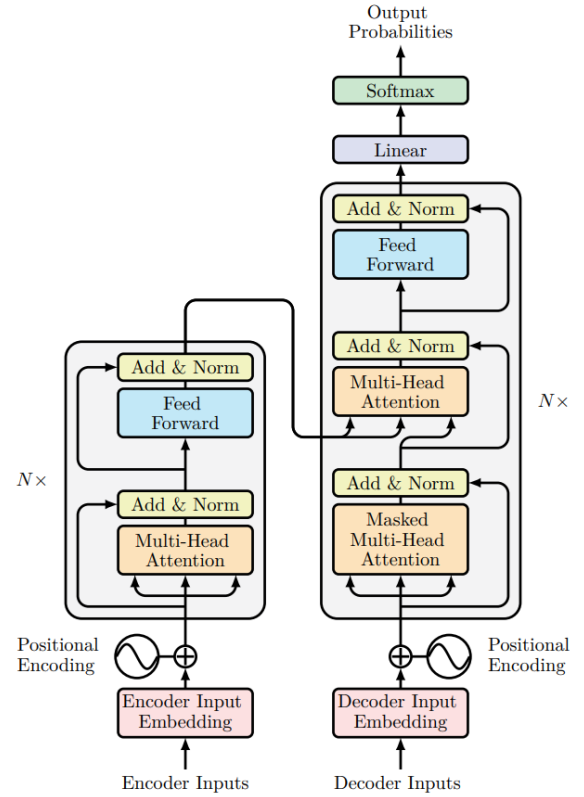 Output
Probabilities
Softmax
Linear
Add & Norm
Feed
Forward
Add & Norm
Multi-Head
Attention
Add & Norm
Masked
Multi-Head
Attention
N×
Positional
Encoding
Decoder Input
Embedding
Decoder Inputs
Add & Norm
Feed
Forward
Add & Norm
Multi-Head
Attention
N×
Positional
Encoding
Encoder Input
Embedding
Encoder Inputs